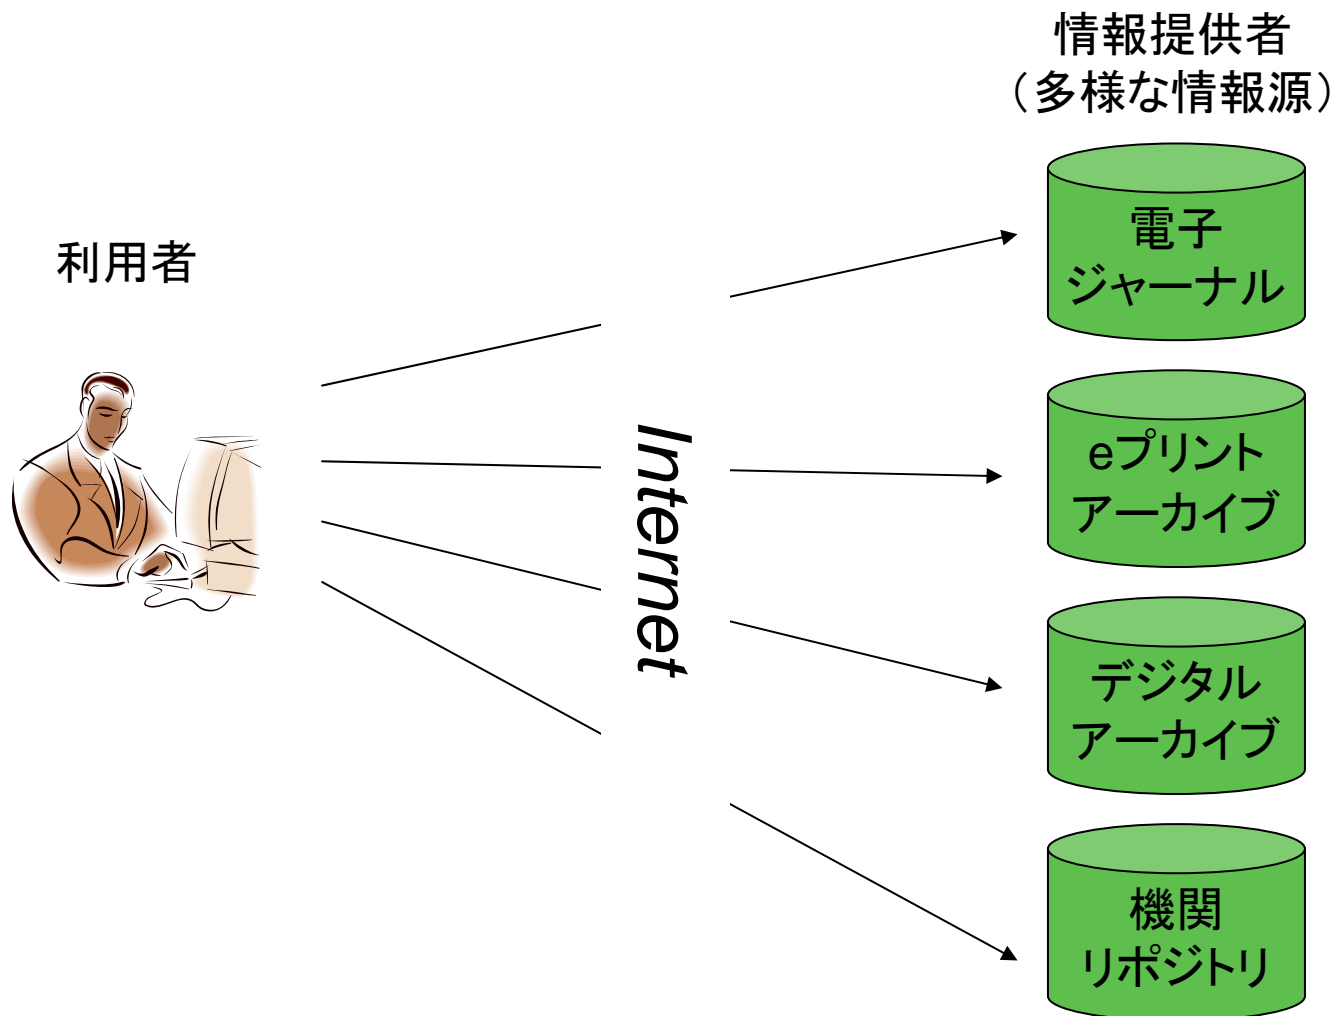 情報提供者
（多様な情報源）
利用者
Internet
電子
ジャーナル
eプリント
アーカイブ
デジタル
アーカイブ
機関
リポジトリ